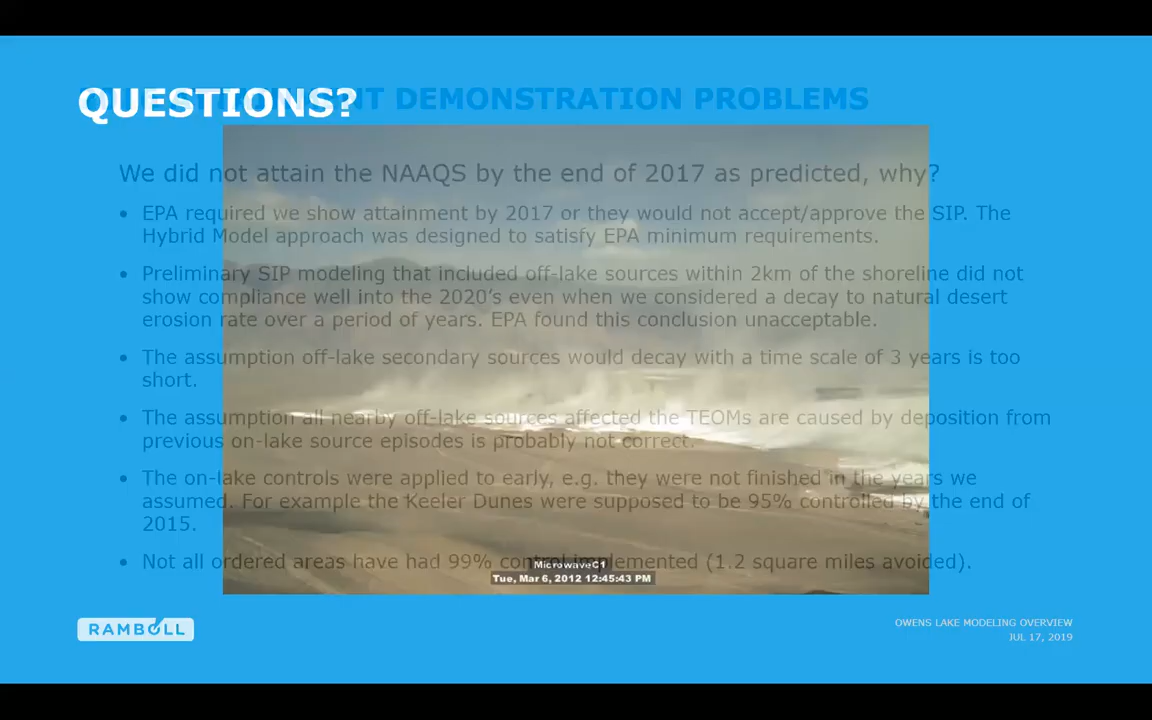 QUESTIONS?
T DEMONSTRATION PROBLEMS
We did not attain the NAAQS by the end of 2017 as predicted, why?
• EPA required we show attainment by 2017 or they would not accept/approve the SIP. The
Hybrid Model approach was designed to satisfy EPA minimum requirements.
• Preliminary SIP modeling that included off-lake sources within 2km of the shoreline did not
show compliance well into the 2020's even when we considered a decay to natural desert
erosion rate over a period of years. EPA found this conclusion unacceptable.
• The assumption off-lake secondary sources would decay with a time scale of 3 years is too
short.
• The assumption all nearby off-lake sources affected the TEOMs are caused by deposition from
previous on-lake source episodes is probably not correct.
• The on-lake controls were applied to early, e.g. they were not finished in the years we
assumed. For example the Keeler Dunes were supposed to be 95% controlled by the end of
2015.
• Not all ordered areas have had 99% control implemented (1.2 square miles avoided).
MicrowaveC1
Tue, Mar 6, 2012 12:45:43 PM
RAMBOLL
OWENS LAKE MODELING OVERVIEW
JUL 17, 2019